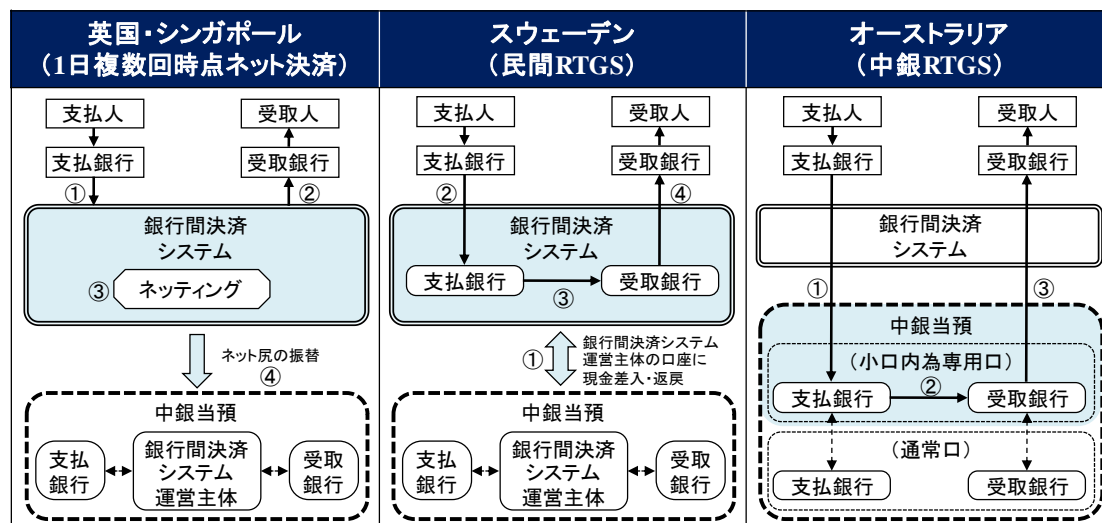 英国・シンガポール
(1日複数回時点ネット決済)
支払人
受取人
支払銀行
受取銀行
①
②
銀行間決済
システム
③
ネッティング
ネット尻の振替
④
中銀当預
支払
銀行
銀行間決済
システム
運営主体
受取
銀行
スウェーデン
(民間RTGS)
支払人
受取人
支払銀行
受取銀行
②
④
銀行間決済
システム
支払銀行
受取銀行
③
①
銀行間決済システム
運営主体の口座に
現金差入・返戻
中銀当預
支払
銀行
銀行間決済
システム
運営主体
受取
銀行
オーストラリア
(中銀RTGS)
支払人
受取人
支払銀行
受取銀行
銀行間決済
システム
①
③
中銀当預
(小口内為専用口)
②
支払銀行
受取銀行
(通常口)
支払銀行
受取銀行